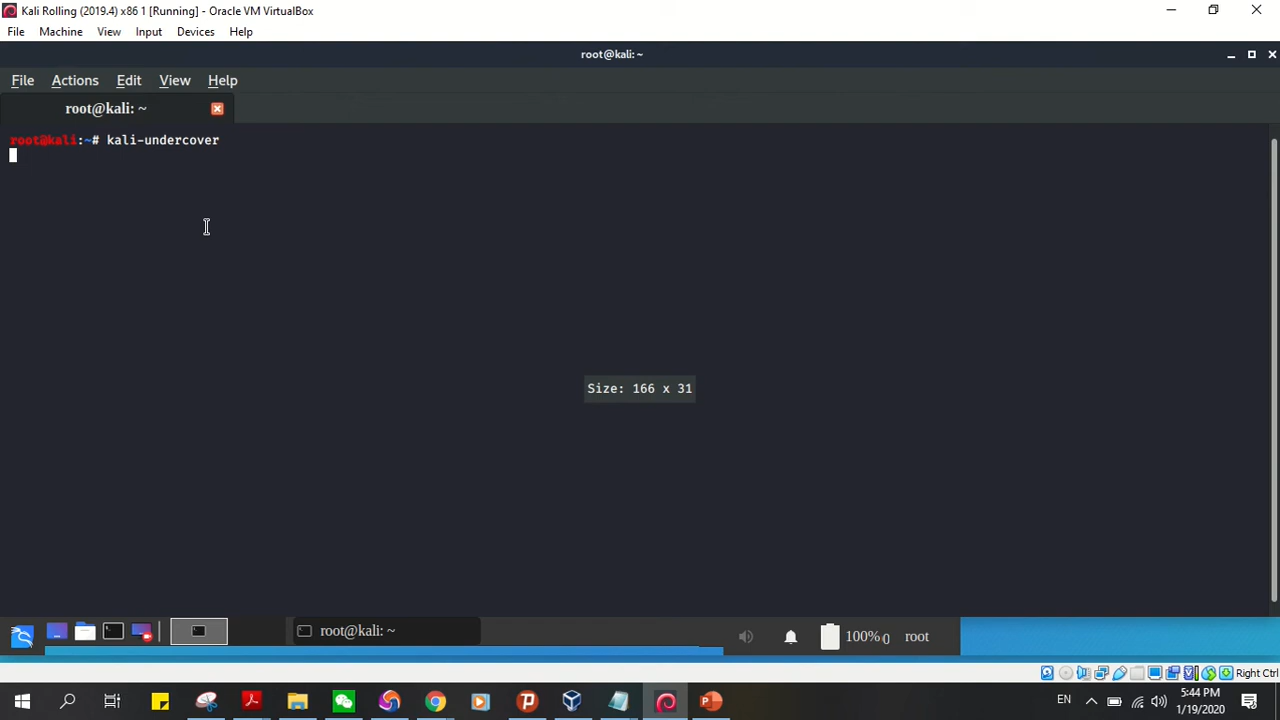 Kali Rolling (2019.4) x86 1 [Running] - Oracle VM VirtualBox
File Machine View Input Devices Help
root@kali: ~
File Actions Edit View Help
root@kali: ~
root@kali:~# kali-undercover
Size: 166 x 31
root@kali: ~
100%
root
Right Ctrl
EN
5:44 PM
1/19/2020